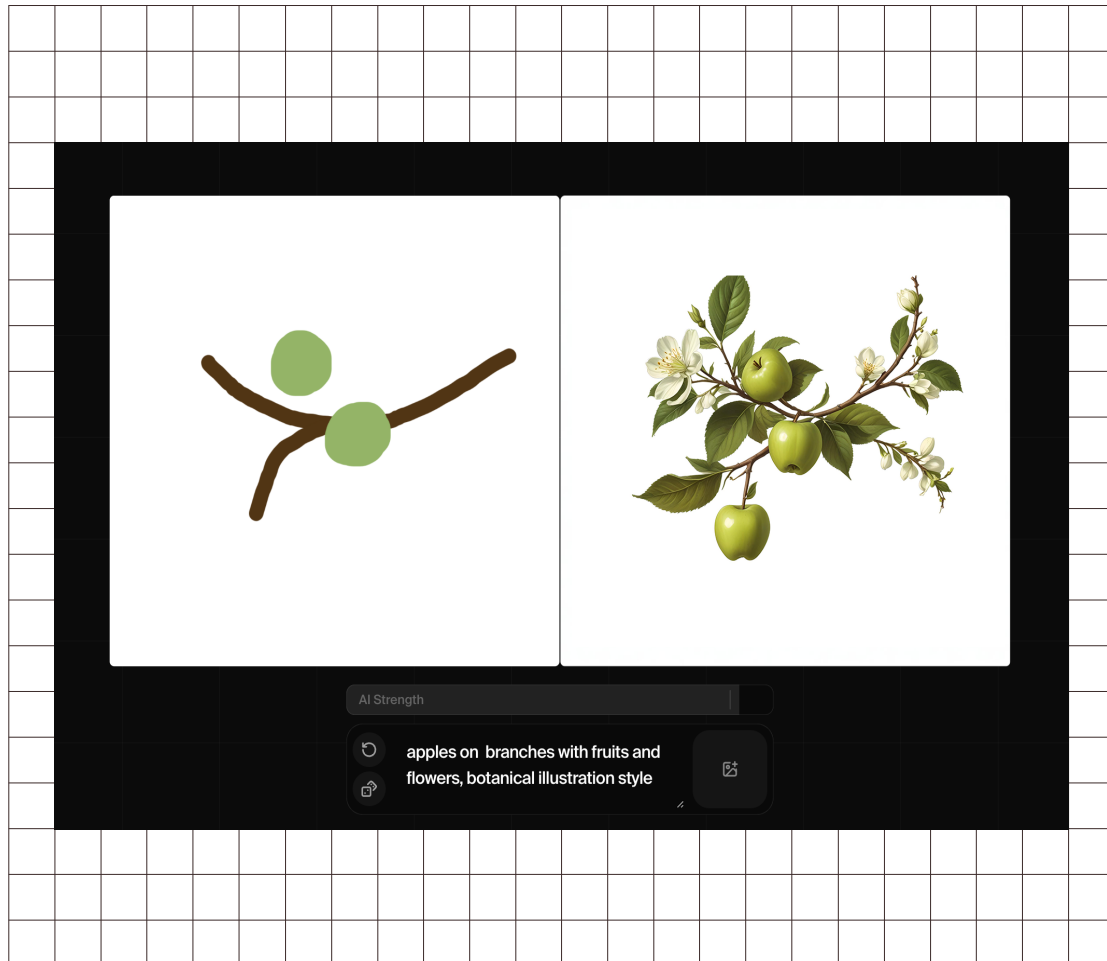 AI Strength
apples on  branches with fruits and
flowers, botanical illustration style